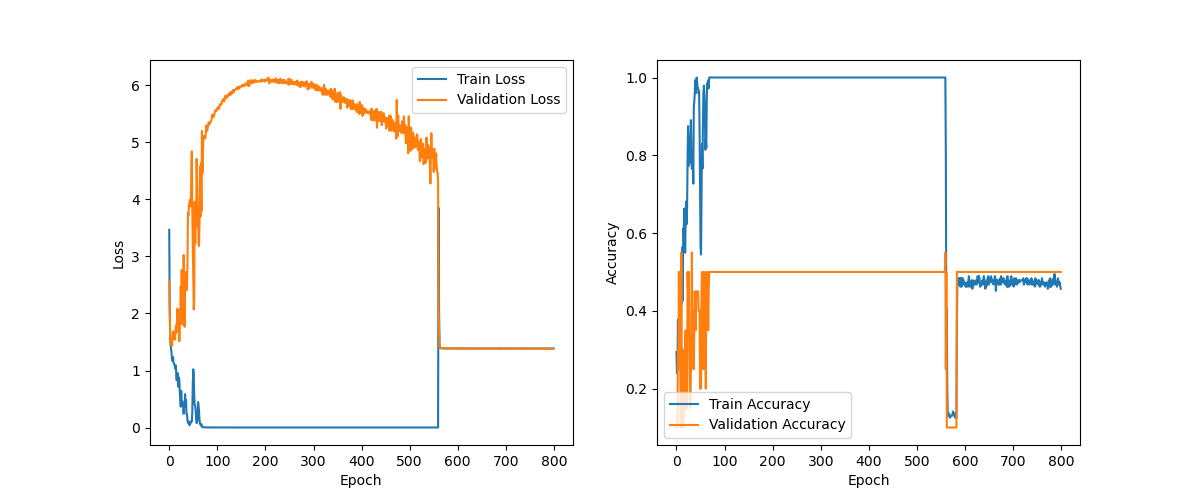 Train Loss
Validation Loss
6
5
4
3
2
1
0
Loss
0 100 200 300 400 500 600 700 800
Epoch
1.0
0.8
0.6
0.4
0.2
Accuracy
Train Accuracy
Validation Accuracy
0 100 200 300 400 500 600 700 800
Epoch